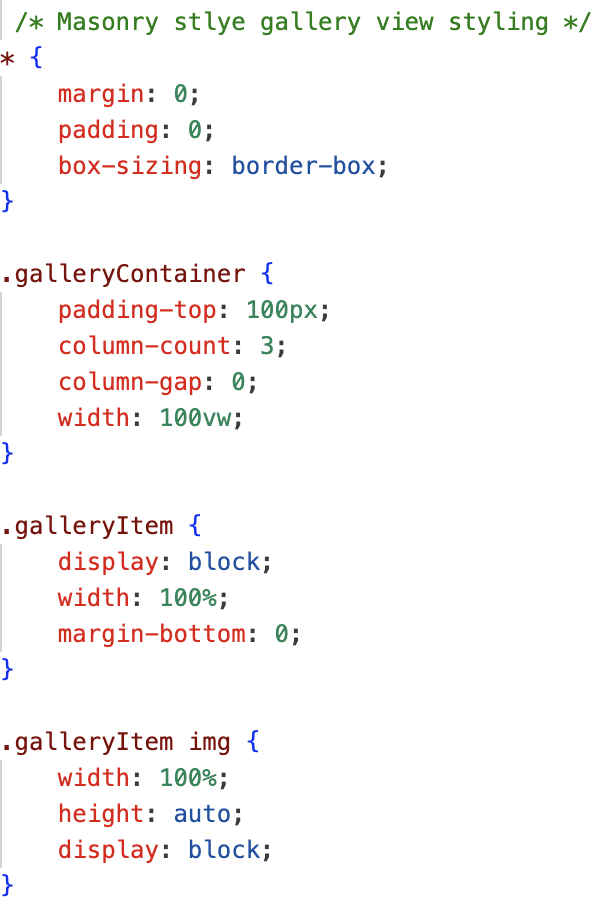 /* Masonry stlye gallery view styling */
* {
    margin: 0;
    padding: 0;
    box-sizing: border-box;
}

.galleryContainer {
    padding-top: 100px;
    column-count: 3;
    column-gap: 0;
    width: 100vw;
}

.galleryItem {
    display: block;
    width: 100%;
    margin-bottom: 0;
}

.galleryItem img {
    width: 100%;
    height: auto;
    display: block;
}